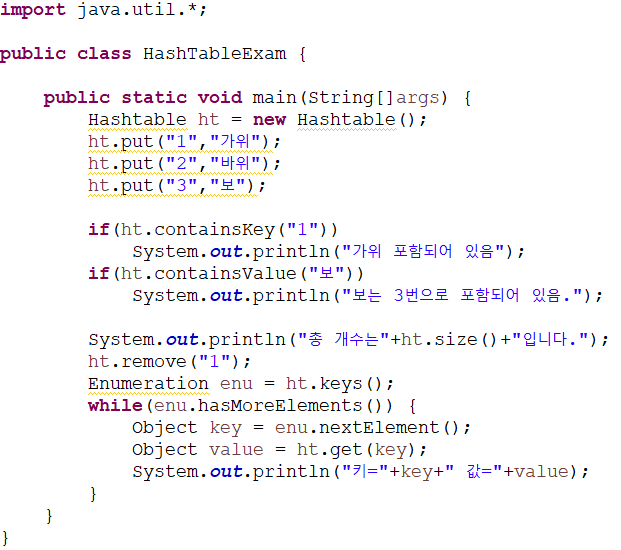 import java.util.*;
public class HashTableExam {
public static void main(String[]args) {
Hashtable ht = new Hashtable();
ht.put("1","가위");
ht.put("2","바위");
ht.put("3","보");
if(ht.containsKey("1"))
System.out.println("가위 포함되어 있음");
if(ht.containsValue("보"))
System.out.println("보는 3번으로 포함되어 있음.");
System.out.println("총 개수는"+ht.size()+"입니다.");
ht.remove("1");
Enumeration enu = ht.keys();
while(enu.hasMoreElements()) {
Object key = enu.nextElement();
Object value = ht.get(key);
System.out.println("키="+key+" 값="+value);
}
}
}